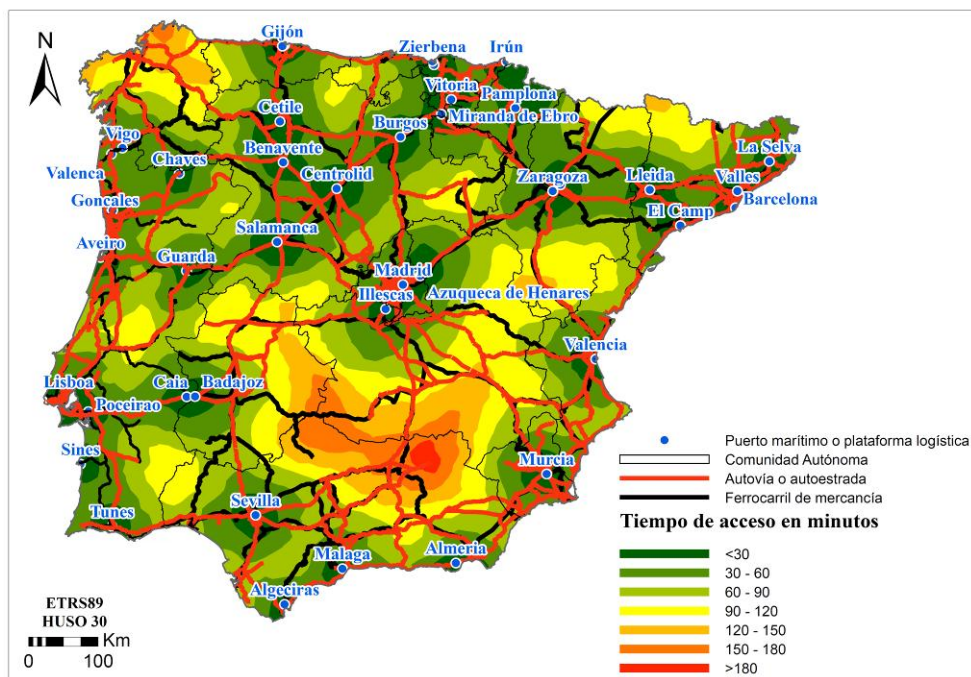 N
Gijón
Zierbena
Irún
Vitoria
Pamplona
Cetile
Miranda de Ebro
Burgos
Vigo
La Selva
Benavente
Chaves
Valenca
Centrolid
Zaragoza
Lleida
Valles
Goncales
Barcelona
El Camp
Salamanca
Aveiro
Guarda
Madrid
Illescas
Azuqueca de Henares
Valencia
Lisboa
Caia
Badajoz
Poceirao
Sines
Murcia
Tunes
Sevilla
Malaga
Almeria
Algeciras
Puerto marítimo o plataforma logística
Comunidad Autónoma
Autovía o autoestrada
Ferrocarril de mercancía
Tiempo de acceso en minutos
<30
30 - 60
60 - 90
90 - 120
120 - 150
150 - 180
>180
ETRS89
HUSO 30
Km
0 100